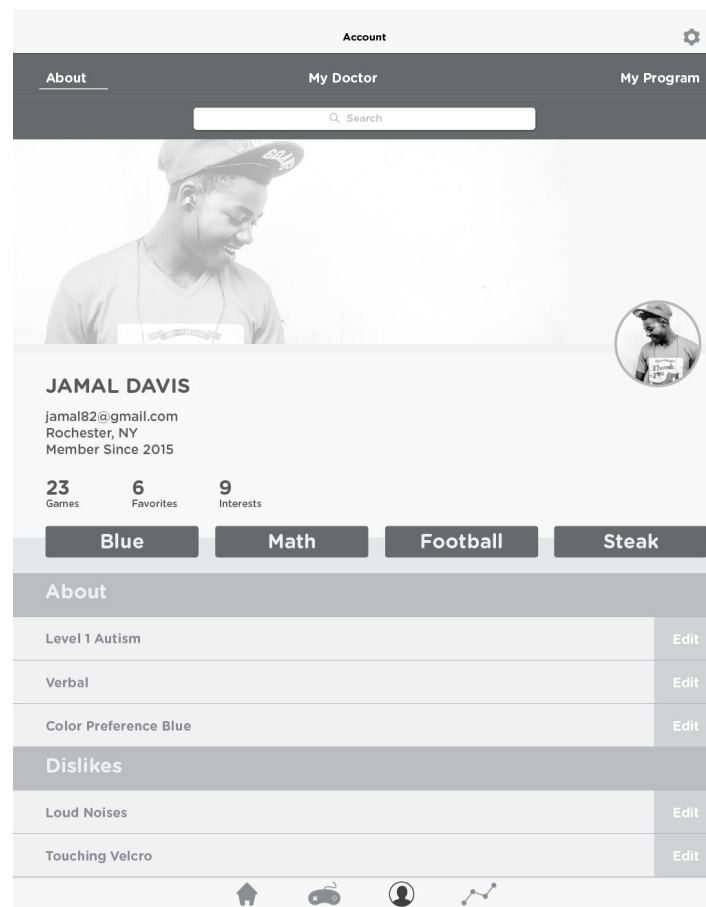 Account
About My Doctor My Program
Search
JAMAL DAVIS
jamal82@gmail.com
Rochester, NY
Member Since 2015
23 6 9
Games Favorites Interests
Blue Math Football Steak
About
Level 1 Autism Edit
Verbal Edit
Color Preference Blue Edit
Dislikes
Loud Noises Edit
Touching Velcro Edit